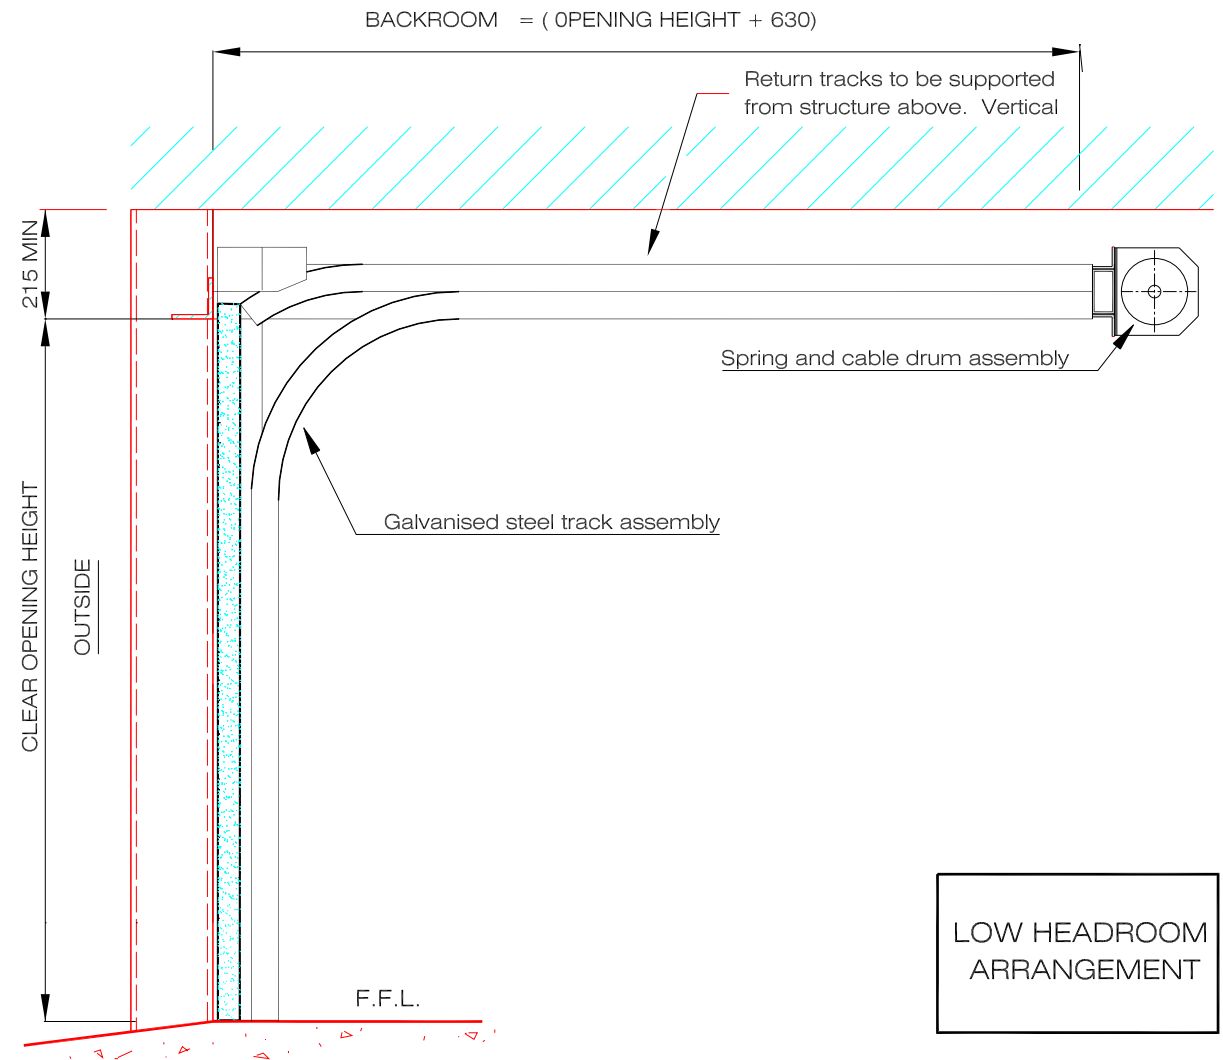 BACKROOM = ( 0PENING HEIGHT + 630)
Return tracks to be supported
from structure above. Vertical
215 MIN
Spring and cable drum assembly
Galvanised steel track assembly
CLEAR OPENING HEIGHT
OUTSIDE
F.F.L.
LOW HEADROOM
ARRANGEMENT